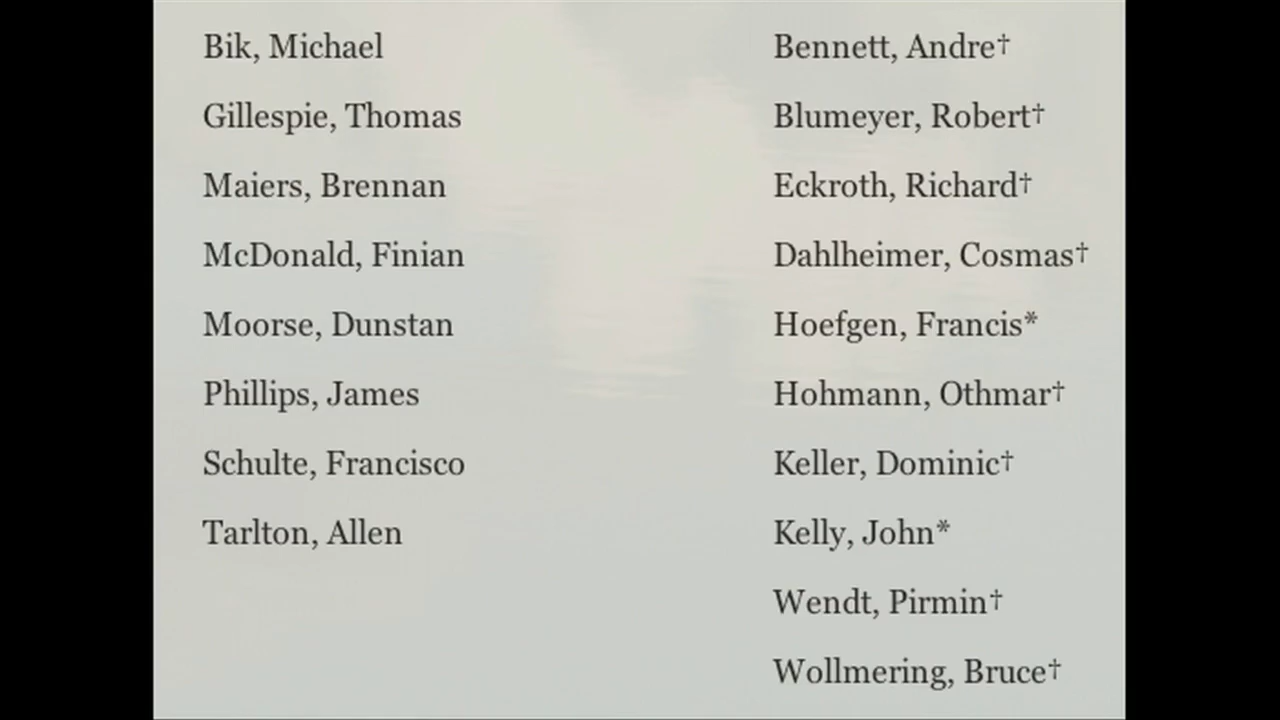 Bik, Michael
Gillespie, Thomas
Maiers, Brennan
McDonald, Finian
Moorse, Dunstan
Phillips, James
Schulte, Francisco
Tarlton, Allen
Bennett, Andre†
Blumeyer, Robert†
Eckroth, Richard†
Dahlheimer, Cosmas†
Hoefgen, Francis*
Hohmann, Othmar†
Keller, Dominic†
Kelly, John*
Wendt, Pirmin†
Wollmering, Bruce†